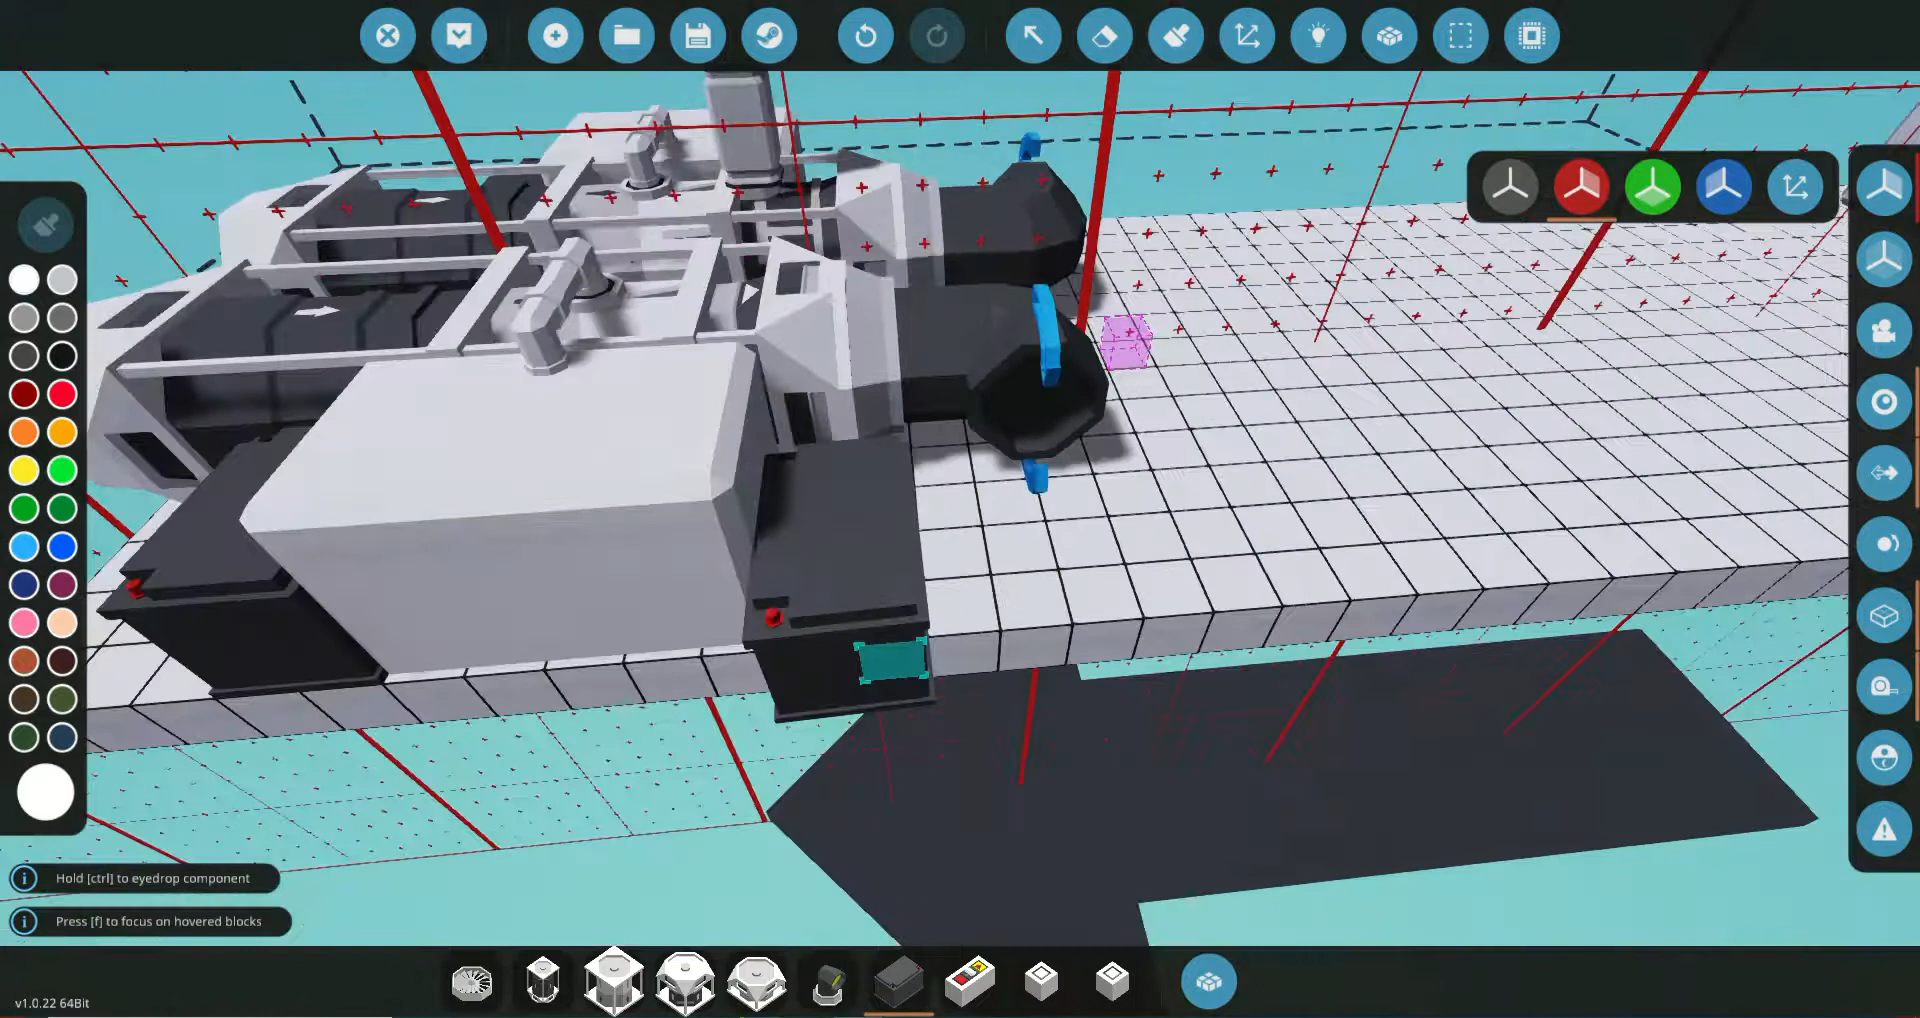 Hold [ctrl] to eyedrop component
Press [f] to focus on hovered blocks
v1.0.22 64Bit